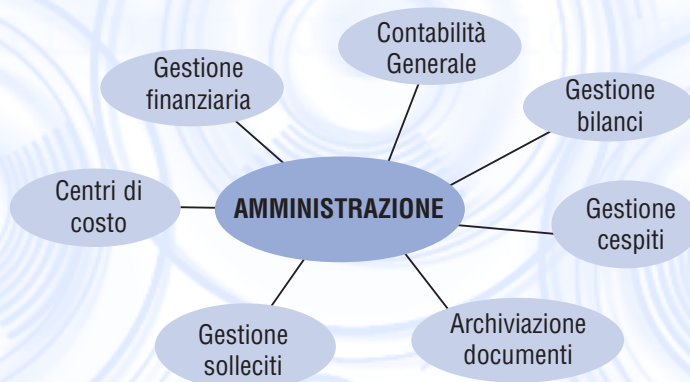 Contabilità
Generale
Gestione
finanziaria
Gestione
bilanci
Centri di
costo
AMMINISTRAZIONE
Gestione
cespiti
Gestione
solleciti
Archiviazione
documenti